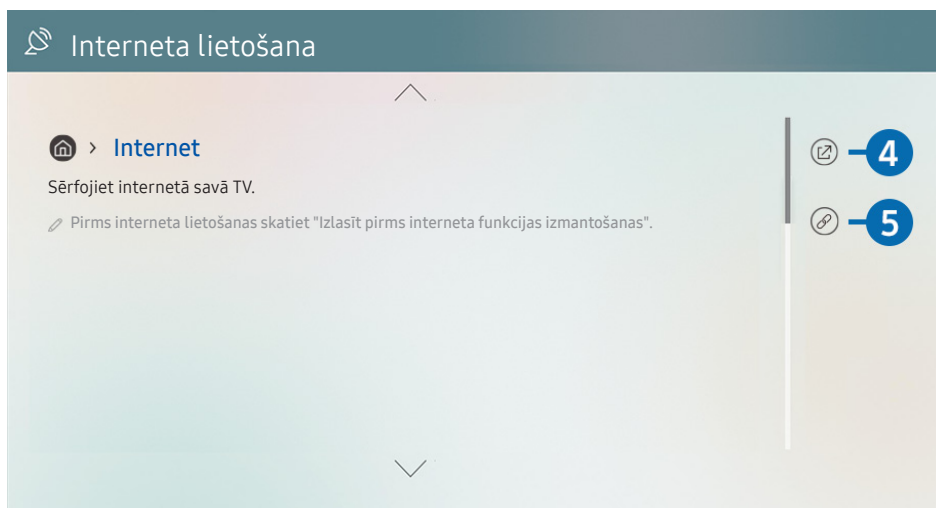 Interneta lietošana
> Internet
Sērfojiet internetā savā TV.
Pirms interneta lietošanas skatiet "Izlasīt pirms interneta funkcijas izmantošanas".
4
5